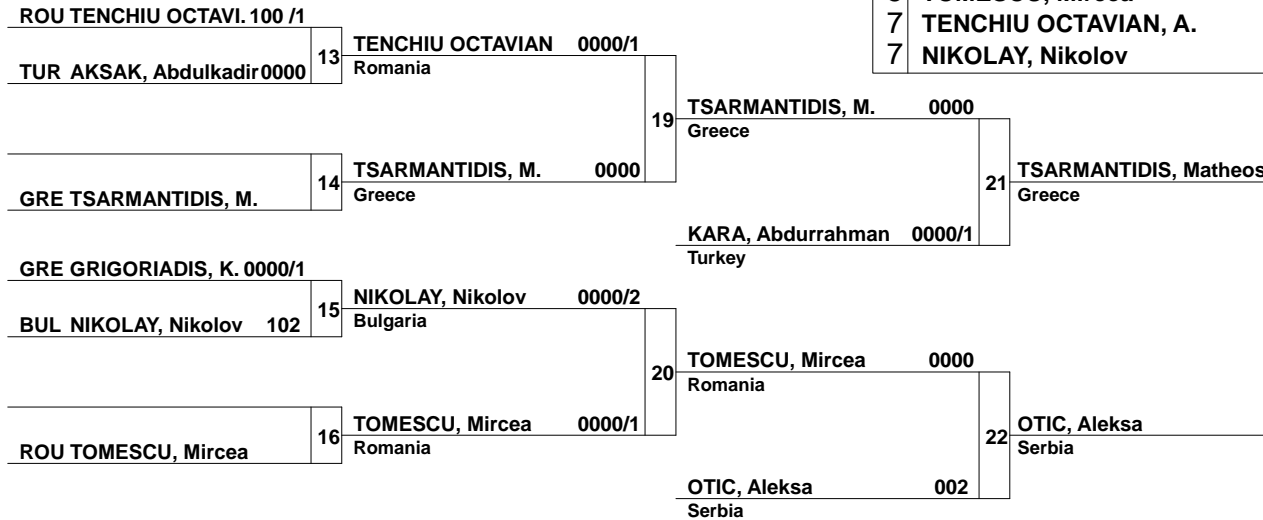 ROU TENCHIU OCTAVI. 100 /1
7 TENCHIU OCTAVIAN, A.
13 TENCHIU OCTAVIAN 0000/1
7 NIKOLAY, Nikolov
TUR AKSAK, Abdulkadir 0000
Romania
19 TSARMANTIDIS, M. 0000
Greece
14 TSARMANTIDIS, M. 0000
21 TSARMANTIDIS, Matheos
GRE TSARMANTIDIS, M.
Greece
Greece
KARA, Abdurrahman 0000/1
Turkey
GRE GRIGORIADIS, K. 0000/1
15 NIKOLAY, Nikolov 0000/2
BUL NIKOLAY, Nikolov 102
Bulgaria
20 TOMESCU, Mircea 0000
Romania
16 TOMESCU, Mircea 0000/1
22 OTIC, Aleksa
ROU TOMESCU, Mircea
Romania
Serbia
OTIC, Aleksa 002
Serbia